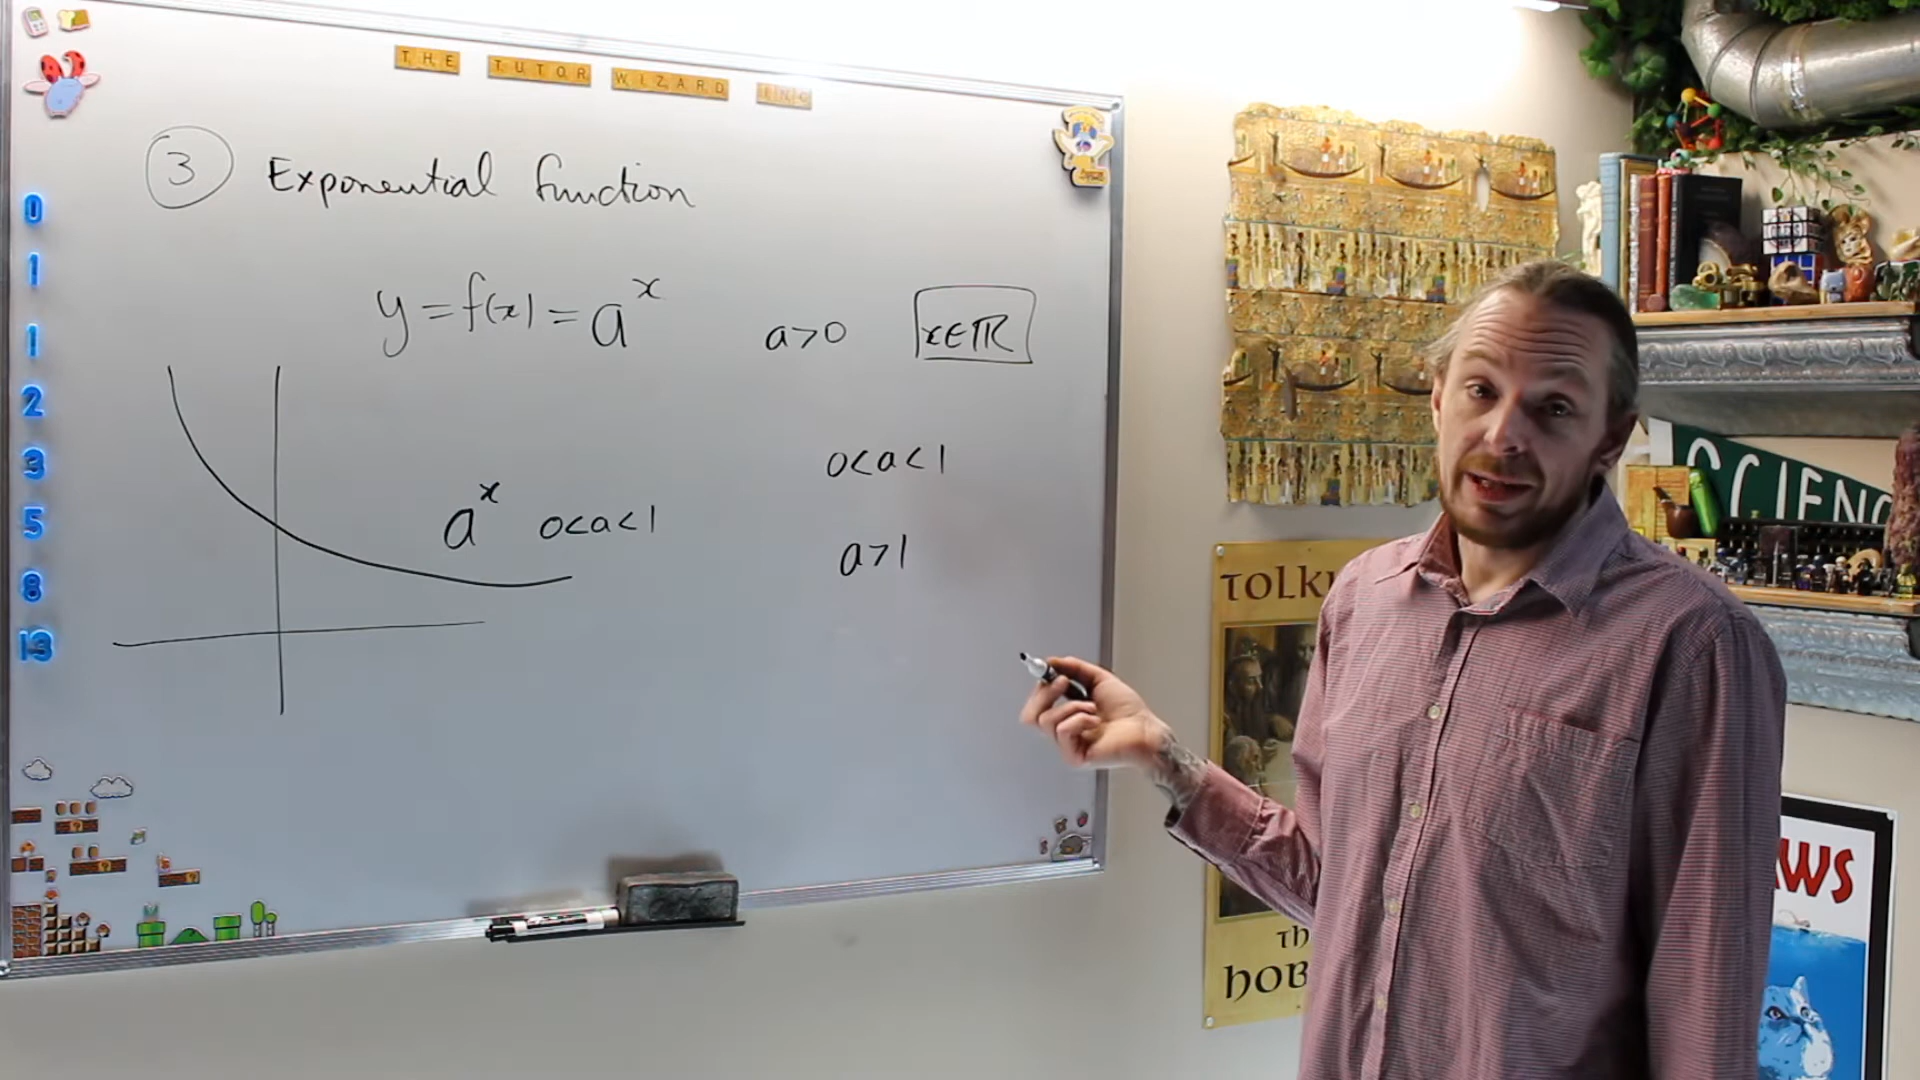 THE TUTOR WIZARD INC
3 Exponential function
y = f(x) = a^x a>0 x∈ℝ
0<a<1
a^x 0<a<1
a>1
0
1
1
2
3
5
8
13
SCIENC
TOLK
TH
HOB
AWS